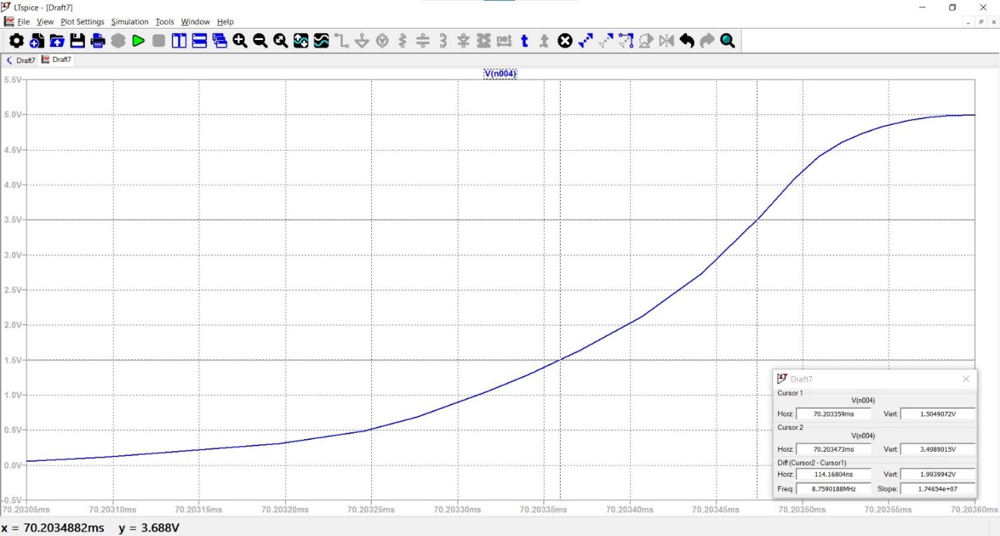 LTspice - [Draft7]
File View Plot Settings Simulation Tools Window Help
net t t
Draft7 Draft7
V(n004)
5.5V
5.0V
4.5V
4.0V
3.5V
3.0V
2.5V
2.0V
1.5V
1.0V
0.5V
0.0V
-0.5V
70.20305ms 70.20310ms 70.20315ms 70.20320ms 70.20325ms 70.20330ms 70.20335ms 70.20340ms 70.20345ms 70.20350ms 70.20355ms 70.20360ms
Draft7
Cursor 1
V(n004)
Horz: 70.203359ms Vert: 1.5049072V
Cursor 2
V(n004)
Horz: 70.203473ms Vert: 3.4989015V
Diff (Cursor2 - Cursor1)
Horz: 114.16804ns Vert: 1.9939942V
Freq: 8.7590188MHz Slope: 1.74654e+07
x = 70.2034882ms y = 3.688V